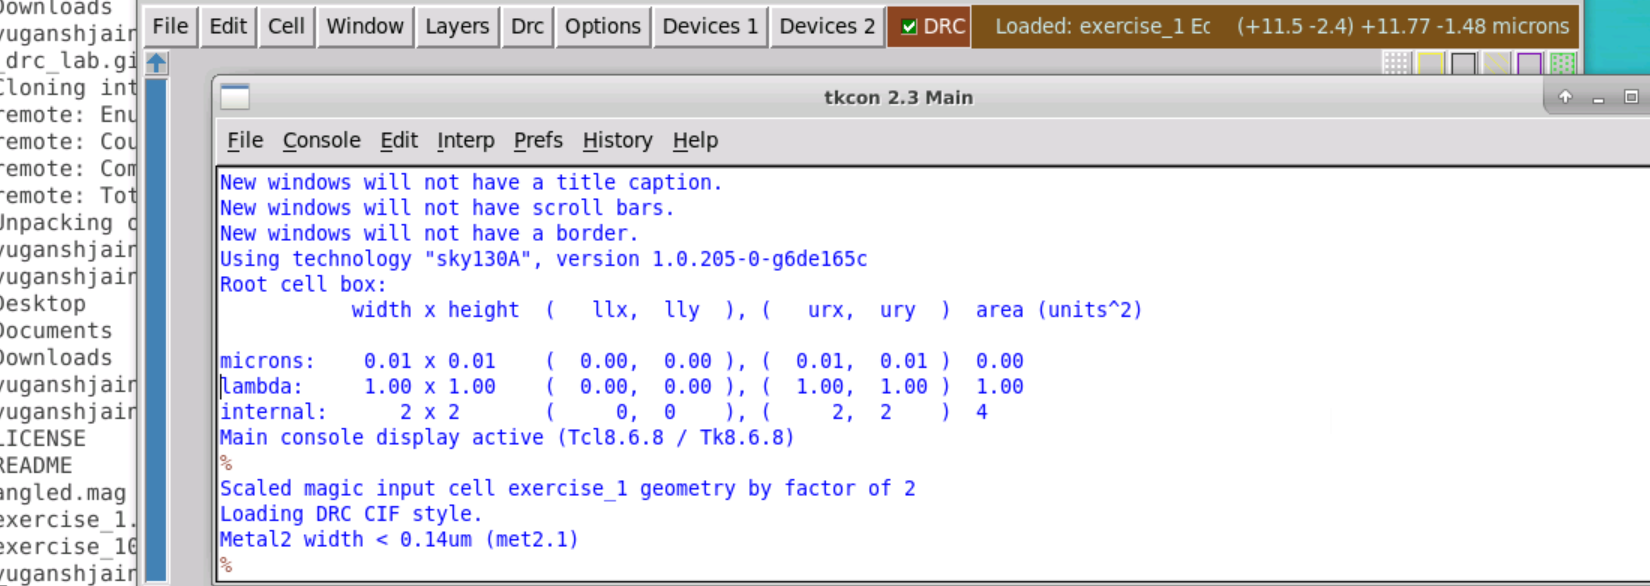 File Edit Cell Window Layers Drc Options Devices 1 Devices 2 DRC Loaded: exercise_1 Ec (+11.5 -2.4) +11.77 -1.48 microns
tkcon 2.3 Main
File Console Edit Interp Prefs History Help
New windows will not have a title caption.
New windows will not have scroll bars.
New windows will not have a border.
Using technology "sky130A", version 1.0.205-0-g6de165c
Root cell box:
width x height ( llx, lly ), ( urx, ury ) area (units^2)
microns: 0.01 x 0.01 ( 0.00, 0.00 ), ( 0.01, 0.01 ) 0.00
lambda: 1.00 x 1.00 ( 0.00, 0.00 ), ( 1.00, 1.00 ) 1.00
internal: 2 x 2 ( 0, 0 ), ( 2, 2 ) 4
Main console display active (Tcl8.6.8 / Tk8.6.8)
%
Scaled magic input cell exercise_1 geometry by factor of 2
Loading DRC CIF style.
Metal2 width < 0.14um (met2.1)
%
Downloads
yuganshjair
_drc_lab.gi
Cloning int
remote: Enu
remote: Cou
remote: Com
remote: Tot
Unpacking o
yuganshjair
yuganshjair
Desktop
Documents
Downloads
yuganshjair
yuganshjair
LICENSE
README
angled.mag
exercise_1.
exercise_10
yuganshjair